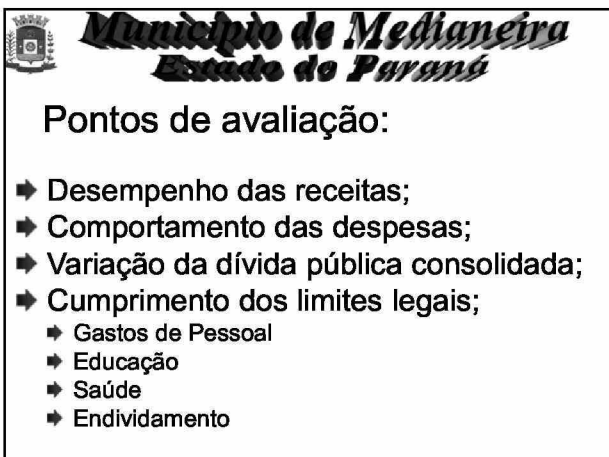 Município de Medianeira
Estado do Paraná
Pontos de avaliação:
Desempenho das receitas;
Comportamento das despesas;
Variação da dívida pública consolidada;
Cumprimento dos limites legais;
Gastos de Pessoal
Educação
Saúde
Endividamento